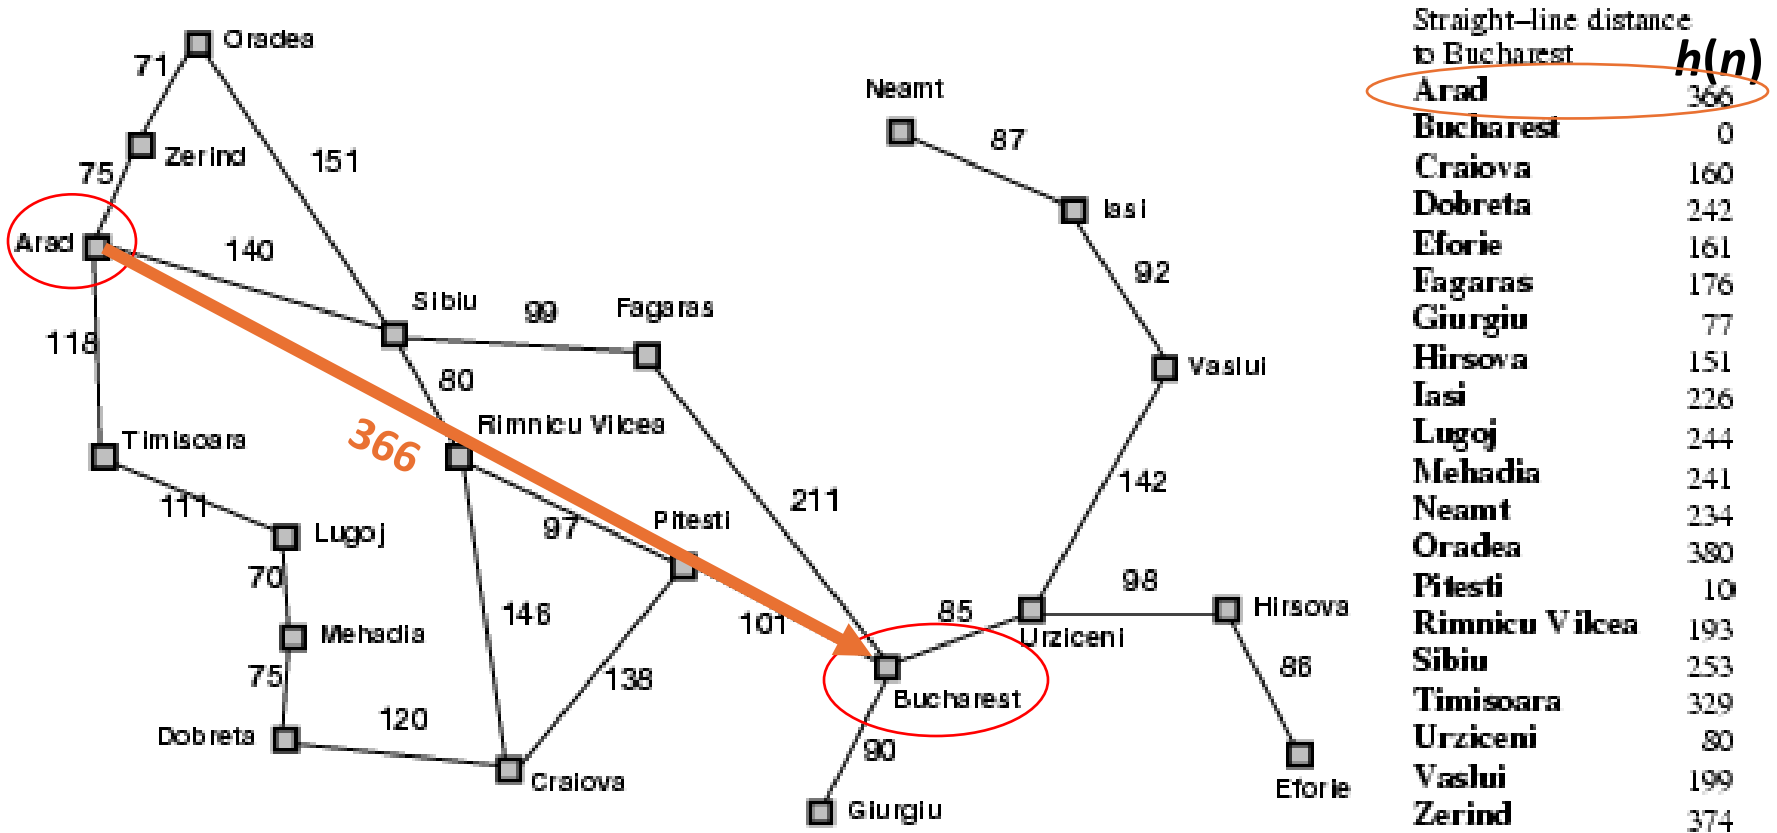 Oradea
71
Neamt
87
Zerind
151
75
Iasi
Arad
140
92
Sibiu
99
Fagaras
118
80
Vaslui
Timisoara
366
Rimnicu Vilcea
111
211
142
Lugoj
97
Pitesti
70
98
146
101
85
Hirsova
Mehadia
Urziceni
75
138
86
Bucharest
120
Dobreta
90
Craiova
Eforie
Giurgiu
Straight–line distance
to Bucharest h(n)
Arad 366
Bucharest 0
Craiova 160
Dobreta 242
Eforie 161
Fagaras 176
Giurgiu 77
Hirsova 151
Iasi 226
Lugoj 244
Mehadia 241
Neamt 234
Oradea 380
Pitesti 10
Rimnicu Vilcea 193
Sibiu 253
Timisoara 329
Urziceni 80
Vaslui 199
Zerind 374